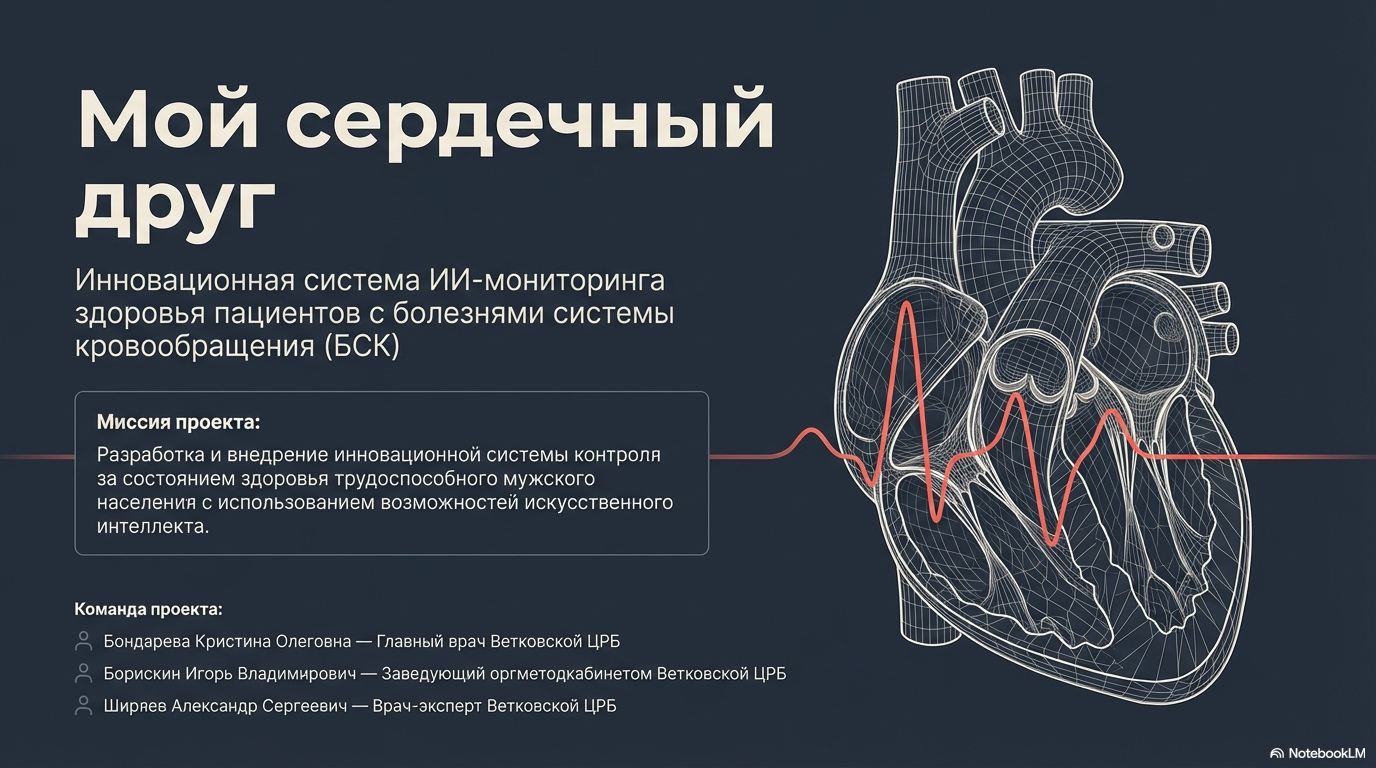 Мой сердечный
друг
Инновационная система ИИ-мониторинга
здоровья пациентов с болезнями системы
кровообращения (БСК)
Миссия проекта:
Разработка и внедрение инновационной системы контроля
за состоянием здоровья трудоспособного мужского
населения с использованием возможностей искусственного
интеллекта.
Команда проекта:
Бондарева Кристина Олеговна — Главный врач Ветковской ЦРБ
Борискин Игорь Владимирович — Заведующий оргметодкабинетом Ветковской ЦРБ
Ширяев Александр Сергеевич — Врач-эксперт Ветковской ЦРБ
NotebookLM